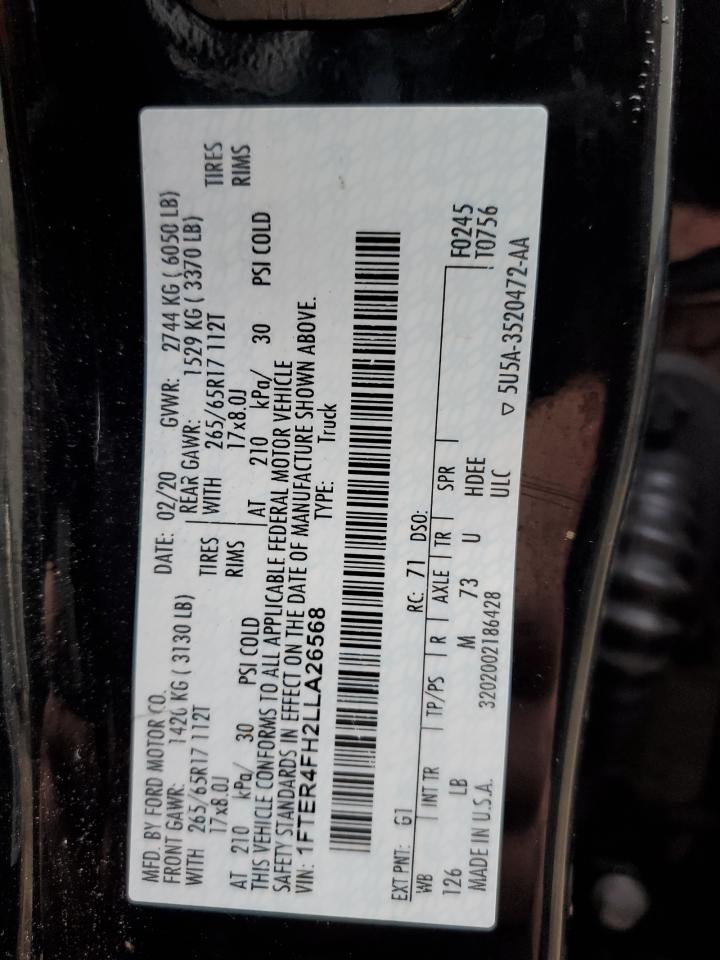 MFD. BY FORD MOTOR CO. DATE: 02/20 GVWR: 2744 KG ( 6050 LB)
FRONT GAWR: 1420 KG ( 3130 LB) REAR GAWR: 1529 KG ( 3370 LB)
WITH 265/65R17 112T TIRES WITH 265/65R17 112T TIRES
17x8.0J RIMS 17x8.0J RIMS
AT 210 kPa/ 30 PSI COLD AT 210 kPa/ 30 PSI COLD
THIS VEHICLE CONFORMS TO ALL APPLICABLE FEDERAL MOTOR VEHICLE
SAFETY STANDARDS IN EFFECT ON THE DATE OF MANUFACTURE SHOWN ABOVE.
VIN: 1FTER4FH2LLA26568 TYPE: Truck
EXT PNT: G1 RC: 71 DSO:
WB INT TR TP/PS R AXLE TR SPR F0245
126 LB M 73 U HDEE T0756
MADE IN U.S.A. 3202002186428 ULC ▽ 5U5A-3520472-AA